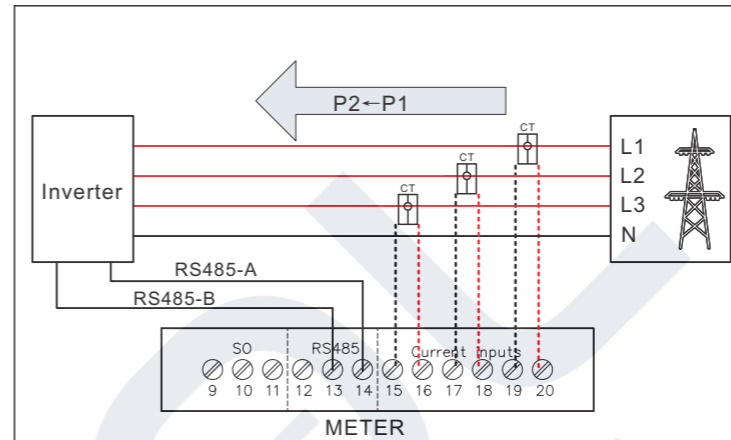 P2←P1
CT
L1
CT
L2
Inverter
CT
L3
N
RS485-A
RS485-B
SO RS485 Current Inputs
9 10 11 12 13 14 15 16 17 18 19 20
METER